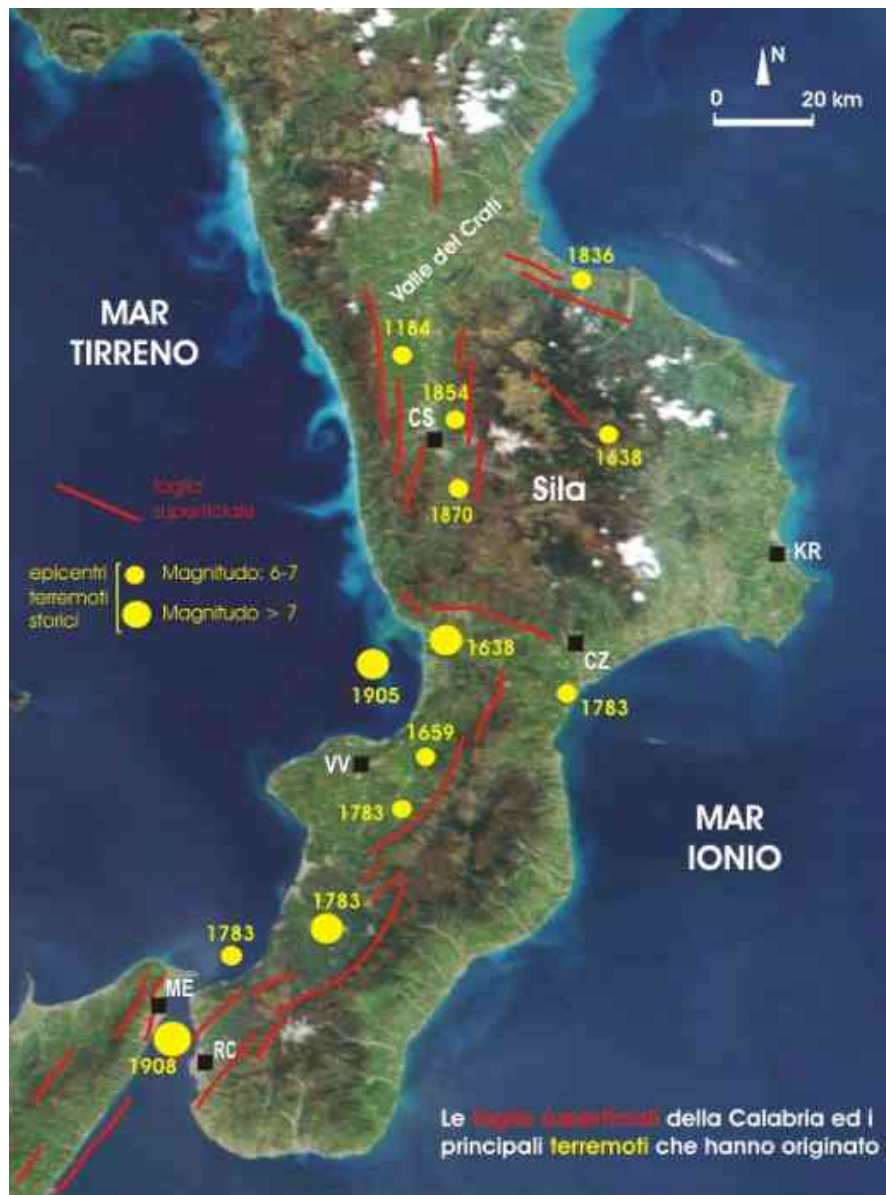 N
0 20 km
Valle del Crati
1836
MAR
TIRRENO
1184
1854
CS
1638
Sila
1870
faglia
superficiale
KR
epicentri
terremoti
storici
Magnitudo: 6-7
Magnitudo > 7
1638
CZ
1905
1783
1659
VV
1783
MAR
IONIO
1783
1783
ME
1908
RC
Le faglie superficiali della Calabria ed i
principali terremoti che hanno originato